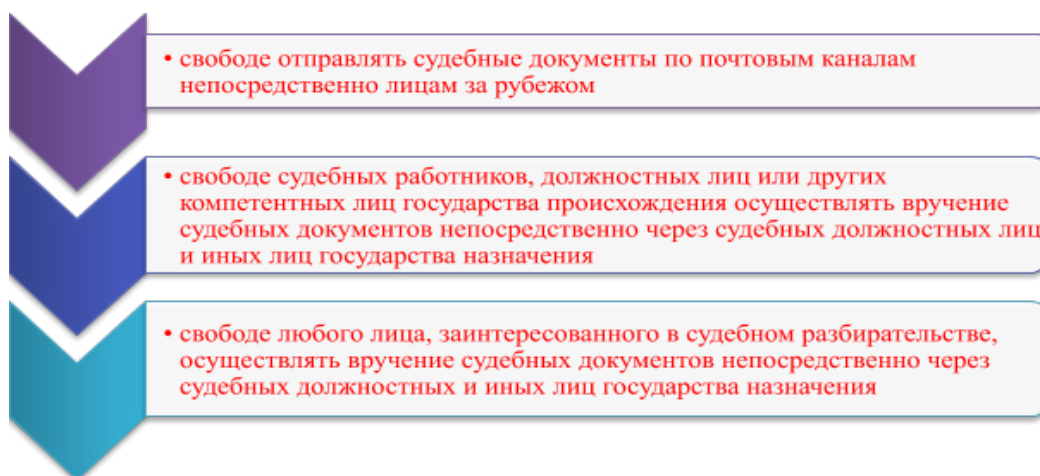 • свободе отправлять судебные документы по почтовым каналам
непосредственно лицам за рубежом
• свободе судебных работников, должностных лиц или других
компетентных лиц государства происхождения осуществлять вручение
судебных документов непосредственно через судебных должностных лиц
и иных лиц государства назначения
• свободе любого лица, заинтересованного в судебном разбирательстве,
осуществлять вручение судебных документов непосредственно через
судебных должностных и иных лиц государства назначения